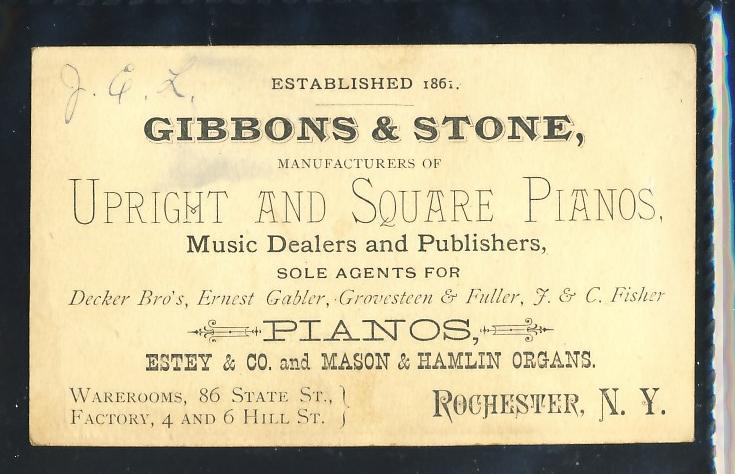 J. E. L.
ESTABLISHED 1861.
GIBBONS & STONE,
MANUFACTURERS OF
UPRIGHT AND SQUARE PIANOS,
Music Dealers and Publishers,
SOLE AGENTS FOR
Decker Bro's, Ernest Gabler, Grovesteen & Fuller, J. & C. Fisher
PIANOS,
ESTEY & CO. and MASON & HAMLIN ORGANS.
WAREROOMS, 86 STATE ST.,
FACTORY, 4 AND 6 HILL ST.
ROCHESTER, N. Y.